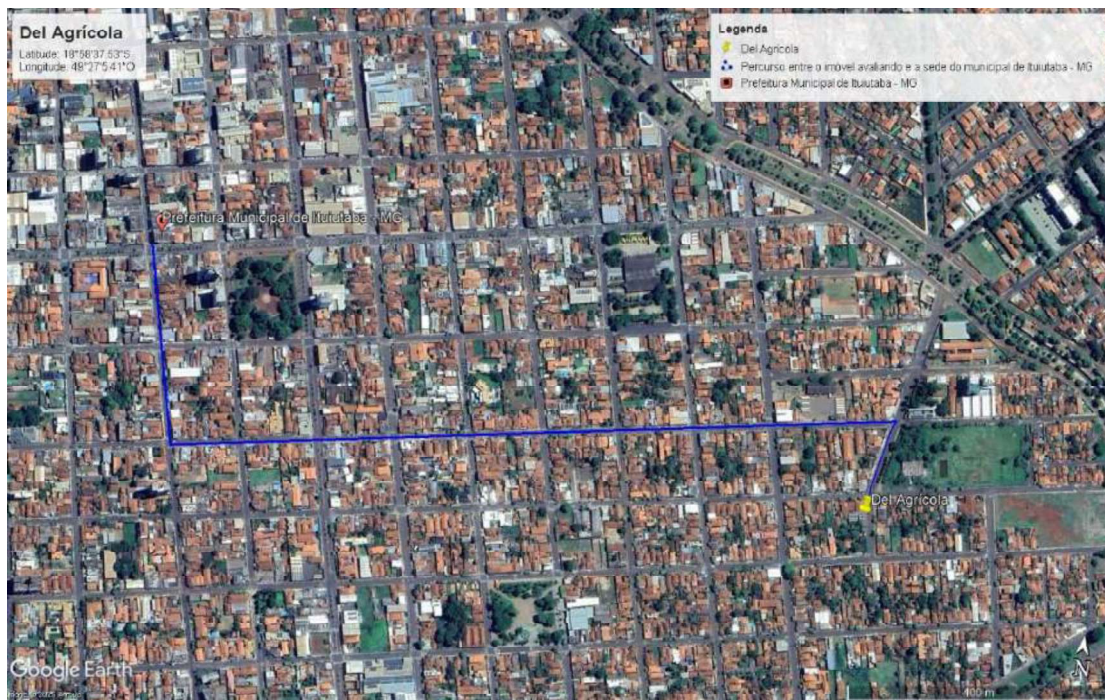 Del Agrícola
Latitude: 18°58'37.53"S
Longitude: 48°27'5.41"O
Legenda
Del Agrícola
Percurso entre o imóvel avaliando e a sede do municipal de Ituiutaba - MG
Prefeitura Municipal de Ituiutaba - MG
Prefeitura Municipal de Ituiutaba - MG
Del Agrícola
Google Earth
400 m
N